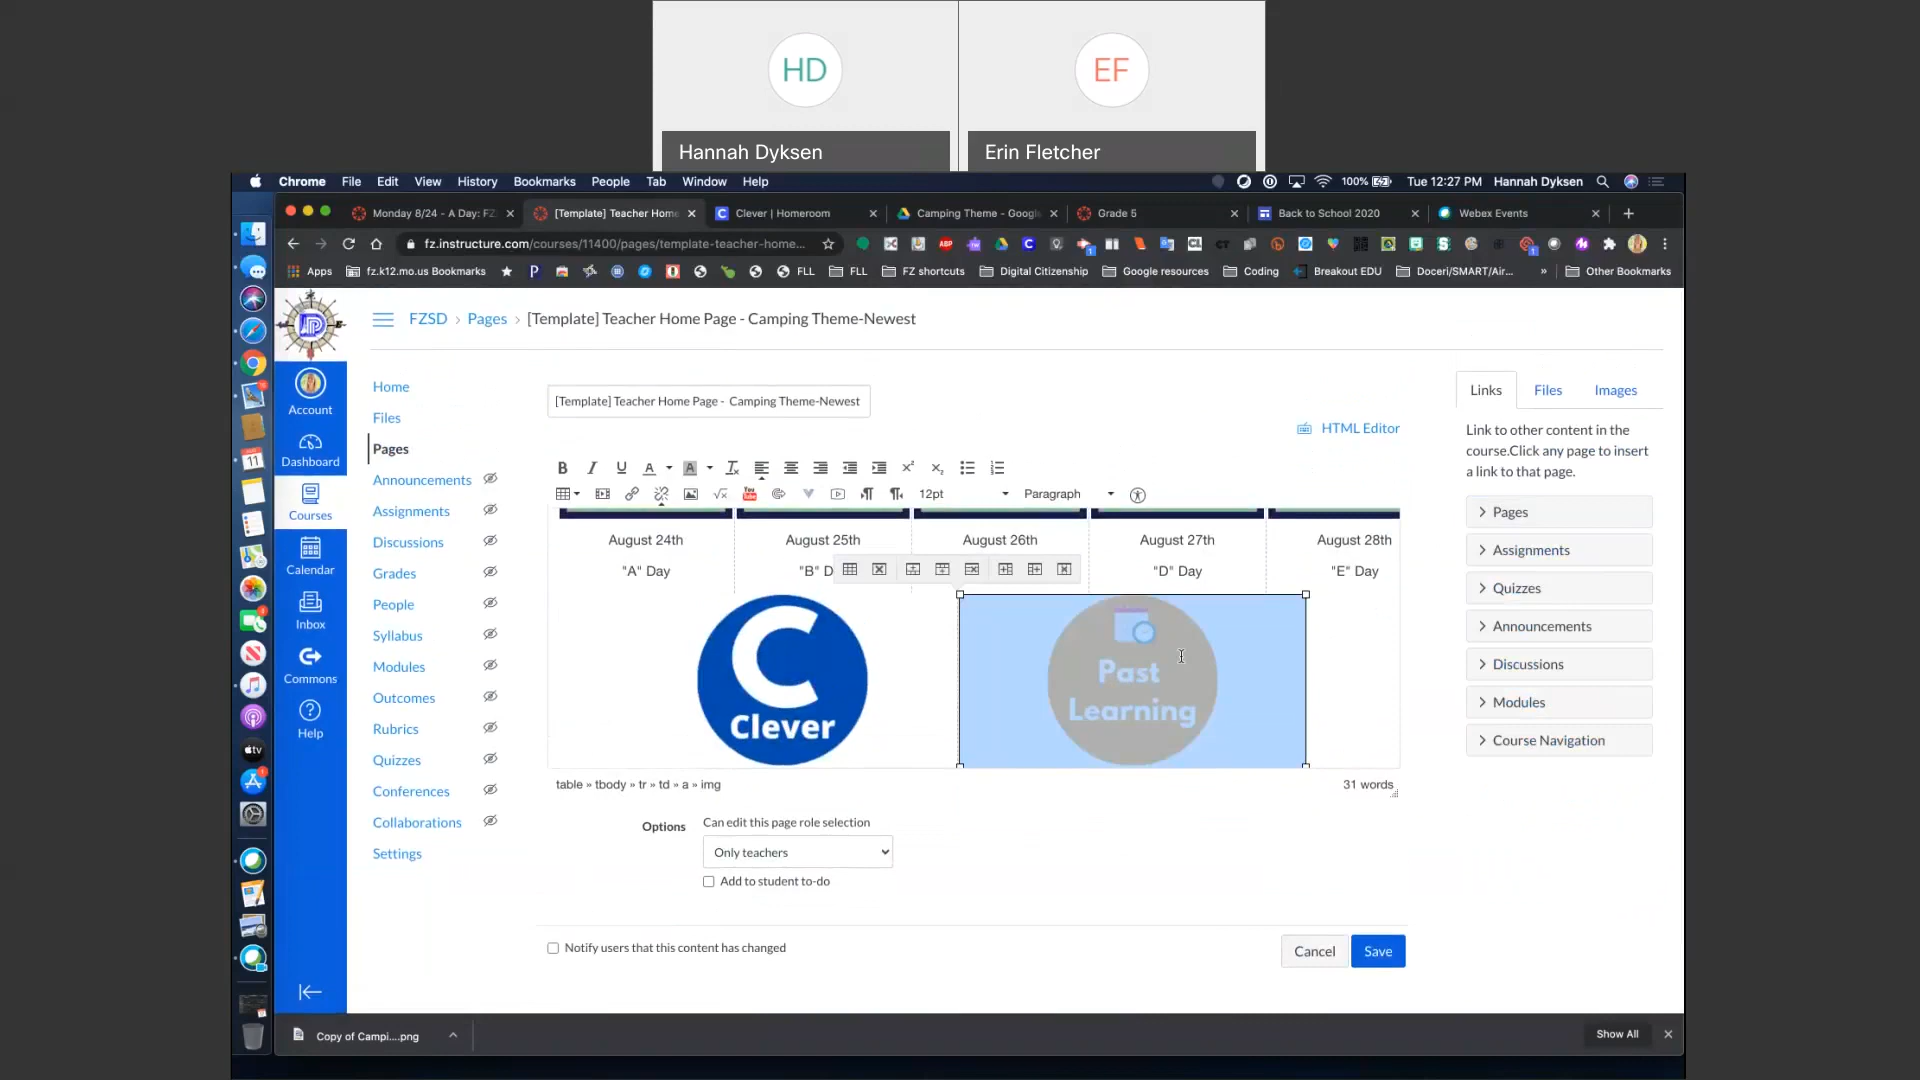 HD
EF
Hannah Dyksen
Erin Fletcher
Chrome File Edit View History Bookmarks People Tab Window Help
100% Tue 12:27 PM Hannah Dyksen
Monday 8/24 - A Day: FZ
[Template] Teacher Home
Clever | Homeroom
Camping Theme - Googl
Grade 5
Back to School 2020
Webex Events
fz.instructure.com/courses/11400/pages/template-teacher-home...
Apps fz.k12.mo.us Bookmarks FLL FLL FZ shortcuts Digital Citizenship Google resources Coding Breakout EDU Doceri/SMART/Air... » Other Bookmarks
FZSD › Pages › [Template] Teacher Home Page - Camping Theme-Newest
Account
Dashboard
Courses
Calendar
Inbox
Commons
Help
Home
Files
Pages
Announcements
Assignments
Discussions
Grades
People
Syllabus
Modules
Outcomes
Rubrics
Quizzes
Conferences
Collaborations
Settings
[Template] Teacher Home Page - Camping Theme-Newest
HTML Editor
12pt Paragraph
August 24th August 25th August 26th August 27th August 28th
"A" Day "B" D "D" Day "E" Day
C
Clever
Past
Learning
table » tbody » tr » td » a » img
31 words
Options
Can edit this page role selection
Only teachers
Add to student to-do
Notify users that this content has changed
Cancel
Save
Links Files Images
Link to other content in the
course.Click any page to insert
a link to that page.
Pages
Assignments
Quizzes
Announcements
Discussions
Modules
Course Navigation
Copy of Campi....png
Show All